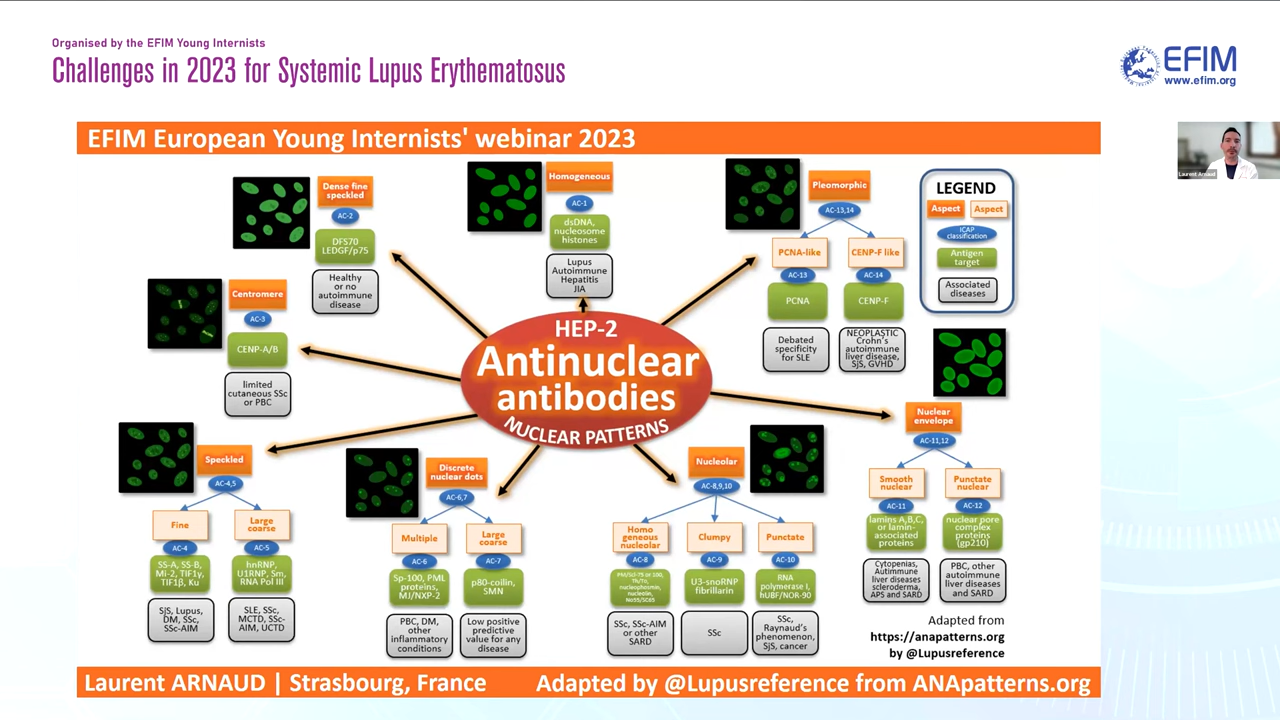 Organised by the EFIM Young Internists
Challenges in 2023 for Systemic Lupus Erythematosus
EFIM
www.efim.org
EFIM European Young Internists' webinar 2023
Laurent Arnaud
Dense fine
speckled
AC-2
DFS70
LEDGF/p75
Healthy
or no
autoimmune
disease
Homogeneous
AC-1
dsDNA,
nucleosome
histones
Lupus
Autoimmune
Hepatitis
JIA
Pleomorphic
AC-13,14
PCNA-like
AC-13
PCNA
Debated
specificity
for SLE
CENP-F like
AC-14
CENP-F
NEOPLASTIC
Crohn's
autoimmune
liver disease,
SjS, GVHD
LEGEND
Aspect
Aspect
ICAP
classification
Antigen
target
Associated
diseases
Centromere
AC-3
CENP-A/B
limited
cutaneous SSc
or PBC
HEP-2
Antinuclear
antibodies
NUCLEAR PATTERNS
Nuclear
envelope
AC-11,12
Smooth
nuclear
AC-11
lamins A,B,C,
or lamin-
associated
proteins
Cytopenias,
Autimmune
liver diseases
scleroderma,
APS and SARD
Punctate
nuclear
AC-12
nuclear pore
complex
proteins
(gp210)
PBC, other
autoimmune
liver diseases
and SARD
Speckled
AC-4,5
Fine
AC-4
SS-A, SS-B,
Mi-2, TIF1γ,
TIF1β, Ku
SjS, Lupus,
DM, SSc,
SSc-AIM
Large
coarse
AC-5
hnRNP,
U1RNP, Sm,
RNA Pol III
SLE, SSc,
MCTD, SSc-
AIM, UCTD
Discrete
nuclear dots
AC-6,7
Multiple
AC-6
Sp-100, PML
proteins,
MJ/NXP-2
PBC, DM,
other
inflammatory
conditions
Large
coarse
AC-7
p80-coilin,
SMN
Low positive
predictive
value for any
disease
Nucleolar
AC-8,9,10
Homo
geneous
nucleolar
AC-8
PM/Scl-75 or 100,
Th/To,
nucleophosmin,
nucleolin,
No55/SC65
SSc, SSc-AIM
or other
SARD
Clumpy
AC-9
U3-snoRNP
fibrillarin
SSc
Punctate
AC-10
RNA
polymerase I,
hUBF/NOR-90
SSc,
Raynaud's
phenomenon,
SjS, cancer
Adapted from
https://anapatterns.org
by @Lupusreference
Laurent ARNAUD | Strasbourg, France
Adapted by @Lupusreference from ANApatterns.org